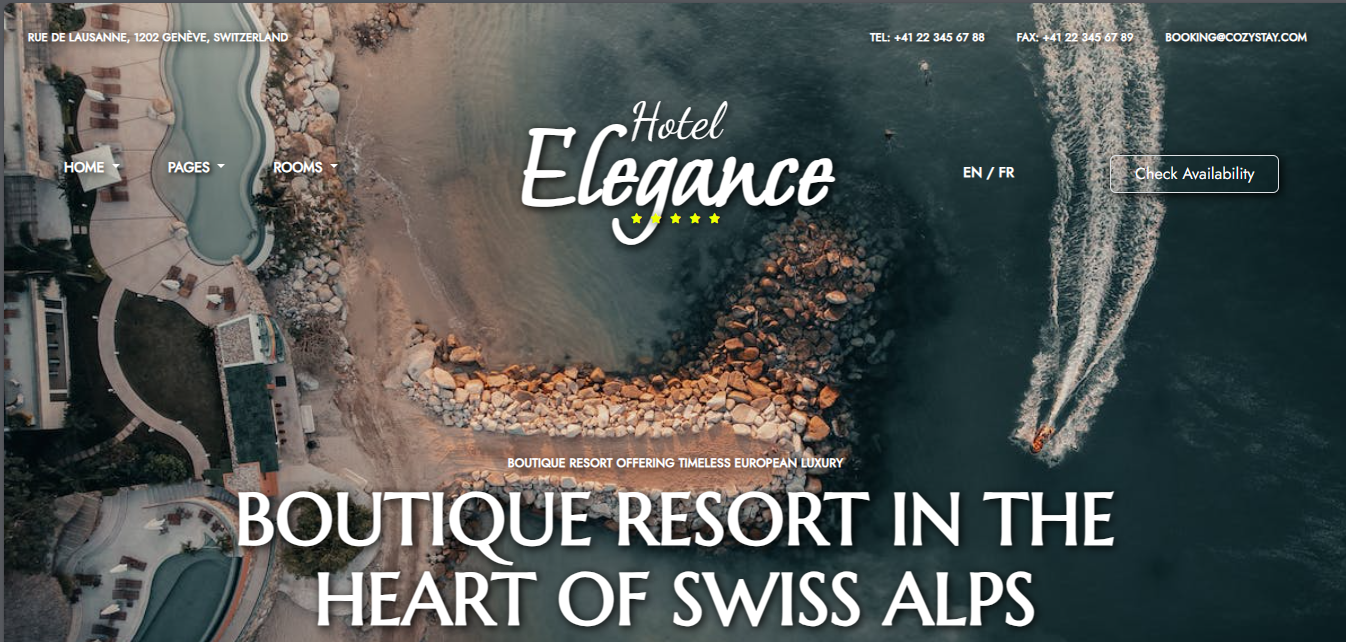 RUE DE LAUSANNE, 1202 GENÈVE, SWITZERLAND
TEL: +41 22 345 67 88
FAX: +41 22 345 67 89
BOOKING@COZYSTAY.COM
Hotel
Elegance
HOME
PAGES
ROOMS
EN / FR
Check Availability
BOUTIQUE RESORT OFFERING TIMELESS EUROPEAN LUXURY
BOUTIQUE RESORT IN THE
HEART OF SWISS ALPS